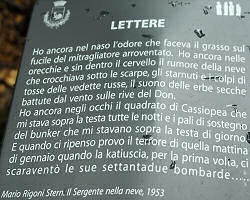 LETTERE
Ho ancora nel naso l'odore che faceva il grasso sul
fucile del mitragliatore arroventato. Ho ancora nelle
orecchie e sin dentro il cervello il rumore della neve
che crocchiava sotto le scarpe, gli starnuti e i colpi di
tosse delle vedette russe, il suono delle erbe secche
battute dal vento sulle rive del Don.
Ho ancora negli occhi il quadrato di Cassiopea che
mi stava sopra la testa tutte le notti e i pali di sostegno
del bunker che mi stavano sopra la testa di giorno.
E quando ci ripenso provo il terrore di quella mattina
di gennaio quando la katiuscia, per la prima volta, ci
scaraventò le sue settantadue bombarde.....
Mario Rigoni Stern. Il Sergente nella neve, 1953